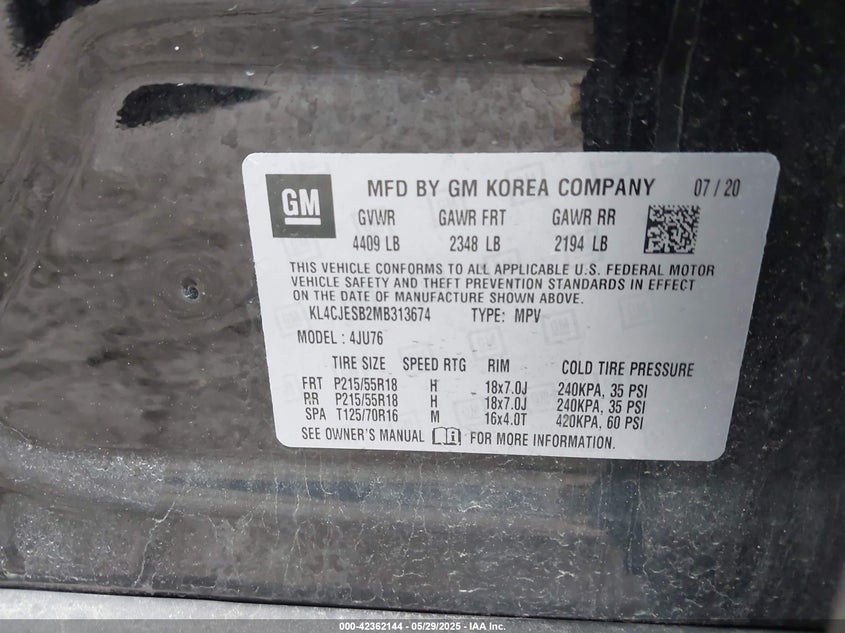 GM
MFD BY GM KOREA COMPANY 07 / 20
GVWR GAWR FRT GAWR RR
4409 LB 2348 LB 2194 LB
THIS VEHICLE CONFORMS TO ALL APPLICABLE U.S. FEDERAL MOTOR
VEHICLE SAFETY AND THEFT PREVENTION STANDARDS IN EFFECT
ON THE DATE OF MANUFACTURE SHOWN ABOVE.
KL4CJESB2MB313674 TYPE: MPV
MODEL : 4JU76
TIRE SIZE SPEED RTG RIM COLD TIRE PRESSURE
FRT P215/55R18 H 18x7.0J 240KPA, 35 PSI
RR P215/55R18 H 18x7.0J 240KPA, 35 PSI
SPA T125/70R16 M 16x4.0T 420KPA, 60 PSI
SEE OWNER'S MANUAL FOR MORE INFORMATION.
000-42362144 - 05/29/2025 - IAA Inc.